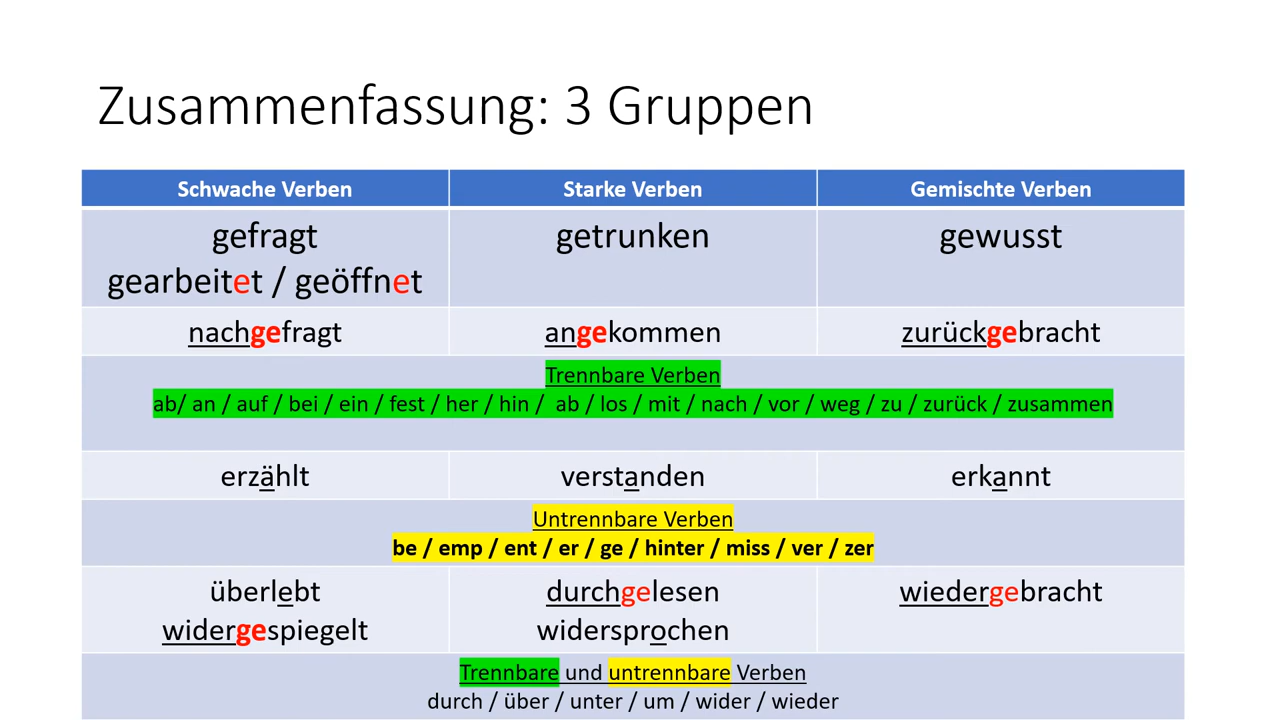 Zusammenfassung: 3 Gruppen
Schwache Verben Starke Verben Gemischte Verben
gefragt getrunken gewusst
gearbeitet / geöffnet
nachgefragt angekommen zurückgebracht
Trennbare Verben
ab/ an / auf / bei / ein / fest / her / hin / ab / los / mit / nach / vor / weg / zu / zurück / zusammen
erzählt verstanden erkannt
Untrennbare Verben
be / emp / ent / er / ge / hinter / miss / ver / zer
überlebt durchgelesen wiedergebracht
widergespiegelt widersprochen
Trennbare und untrennbare Verben
durch / über / unter / um / wider / wieder